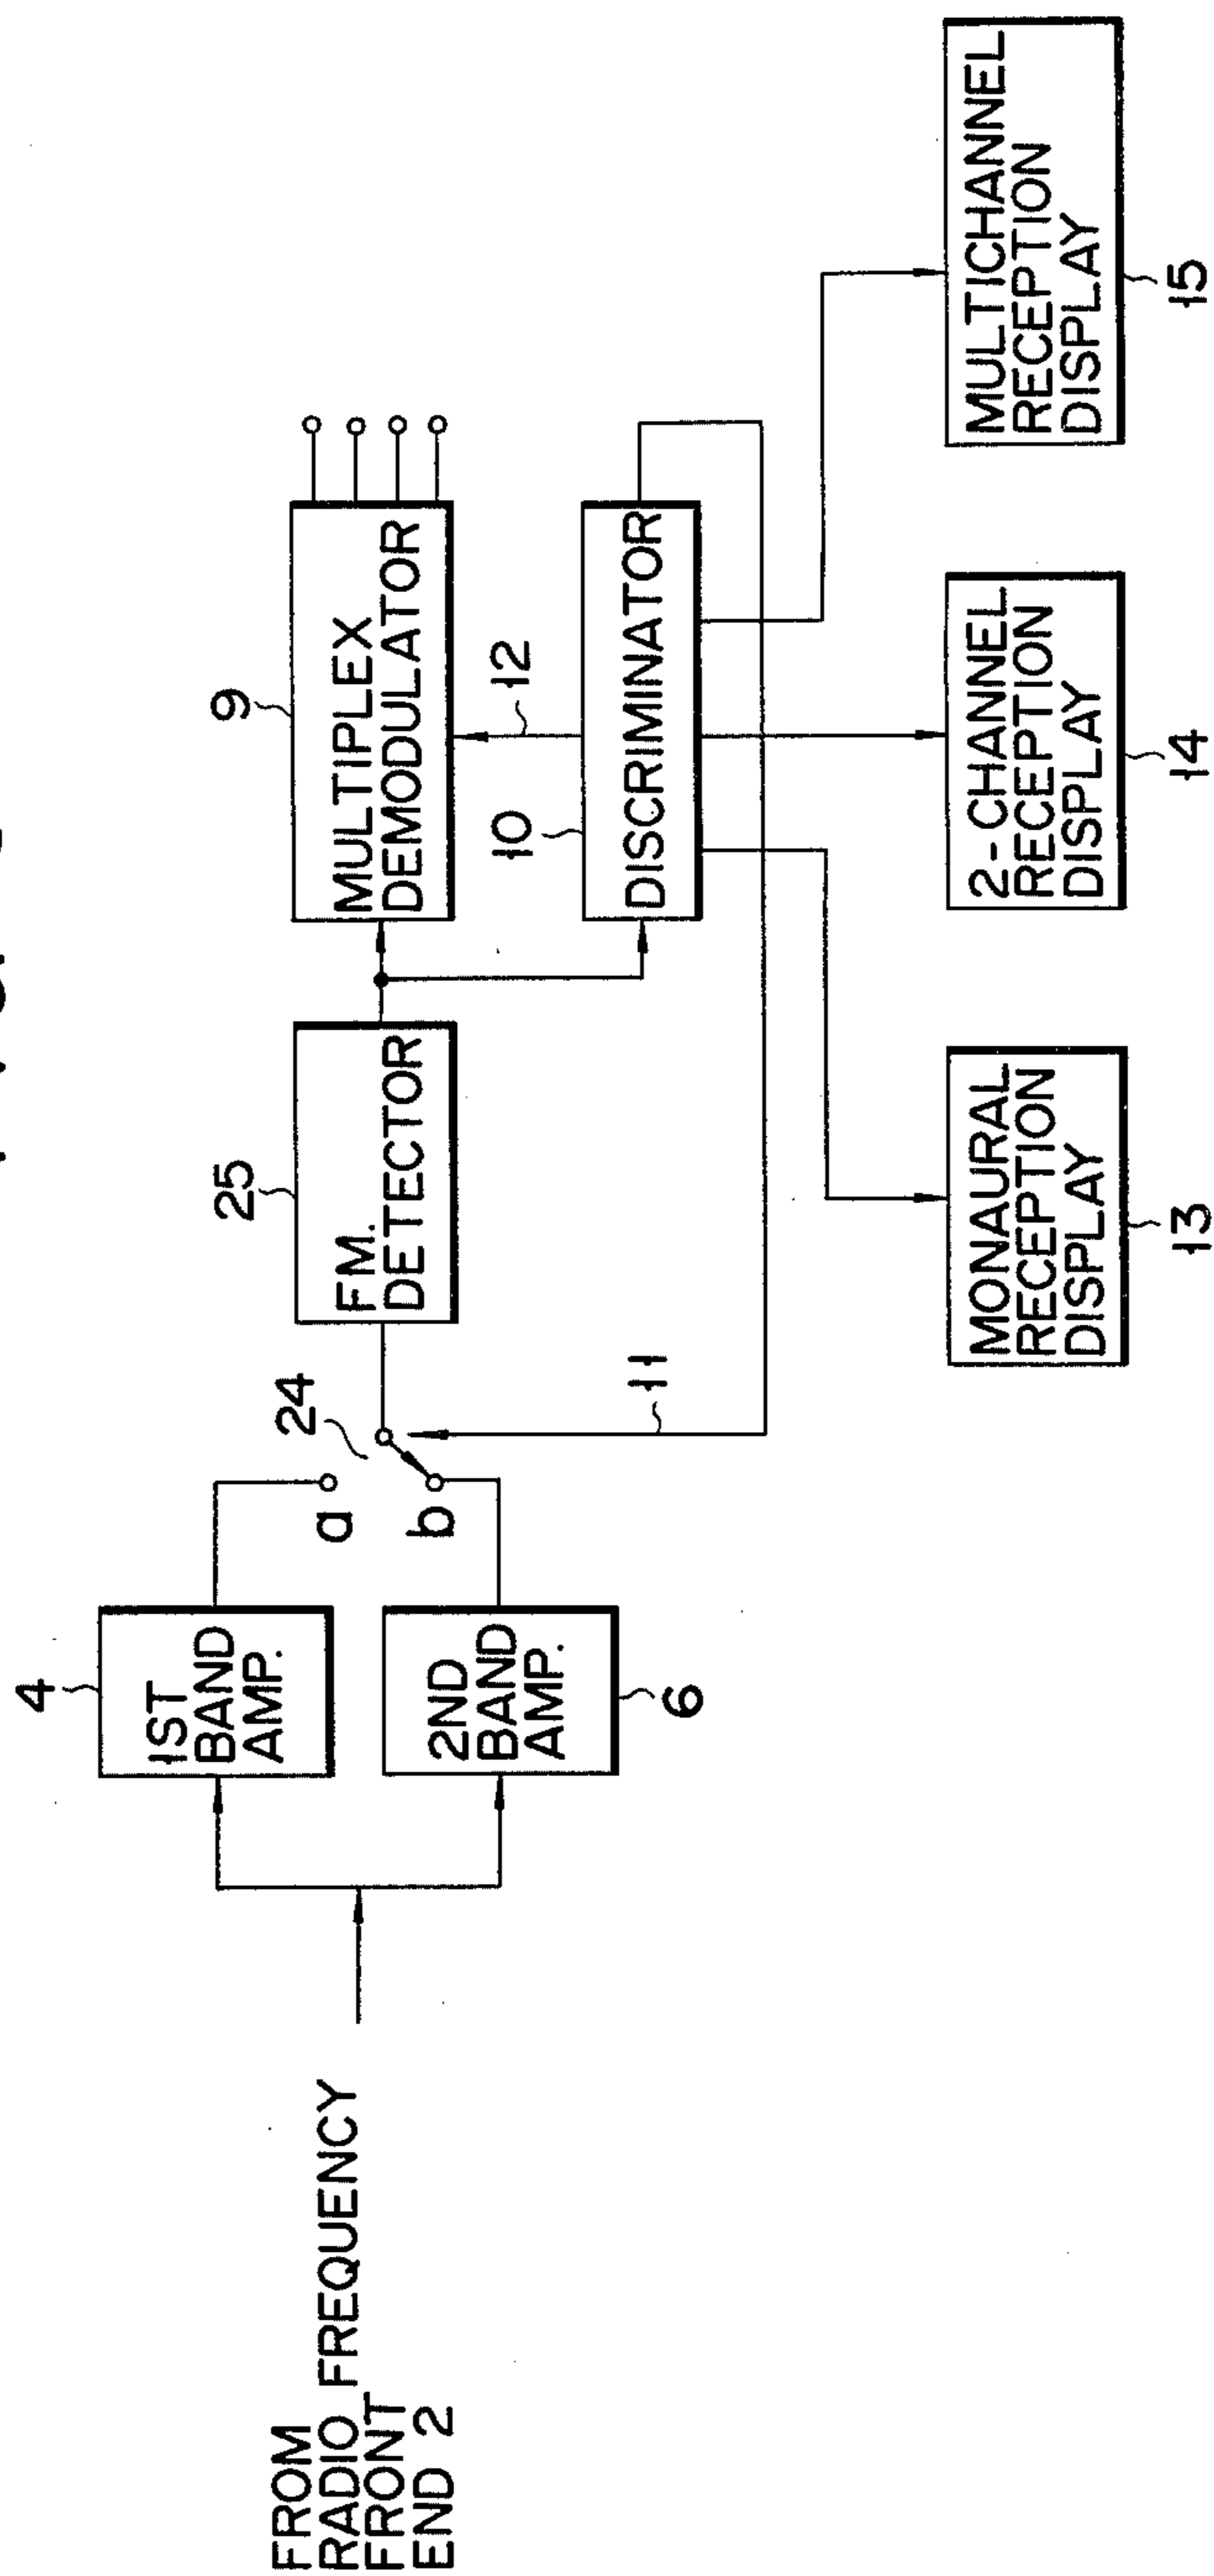 FROM
RADIO FREQUENCY
FRONT
END 2
4
1ST
BAND
AMP.
2ND
BAND
AMP.
6
a
b
24
25
FM.
DETECTOR
9
MULTIPLEX
DEMODULATOR
12
10
DISCRIMINATOR
11
MONAURAL
RECEPTION
DISPLAY
13
2-CHANNEL
RECEPTION
DISPLAY
14
MULTICHANNEL
RECEPTION
DISPLAY
15